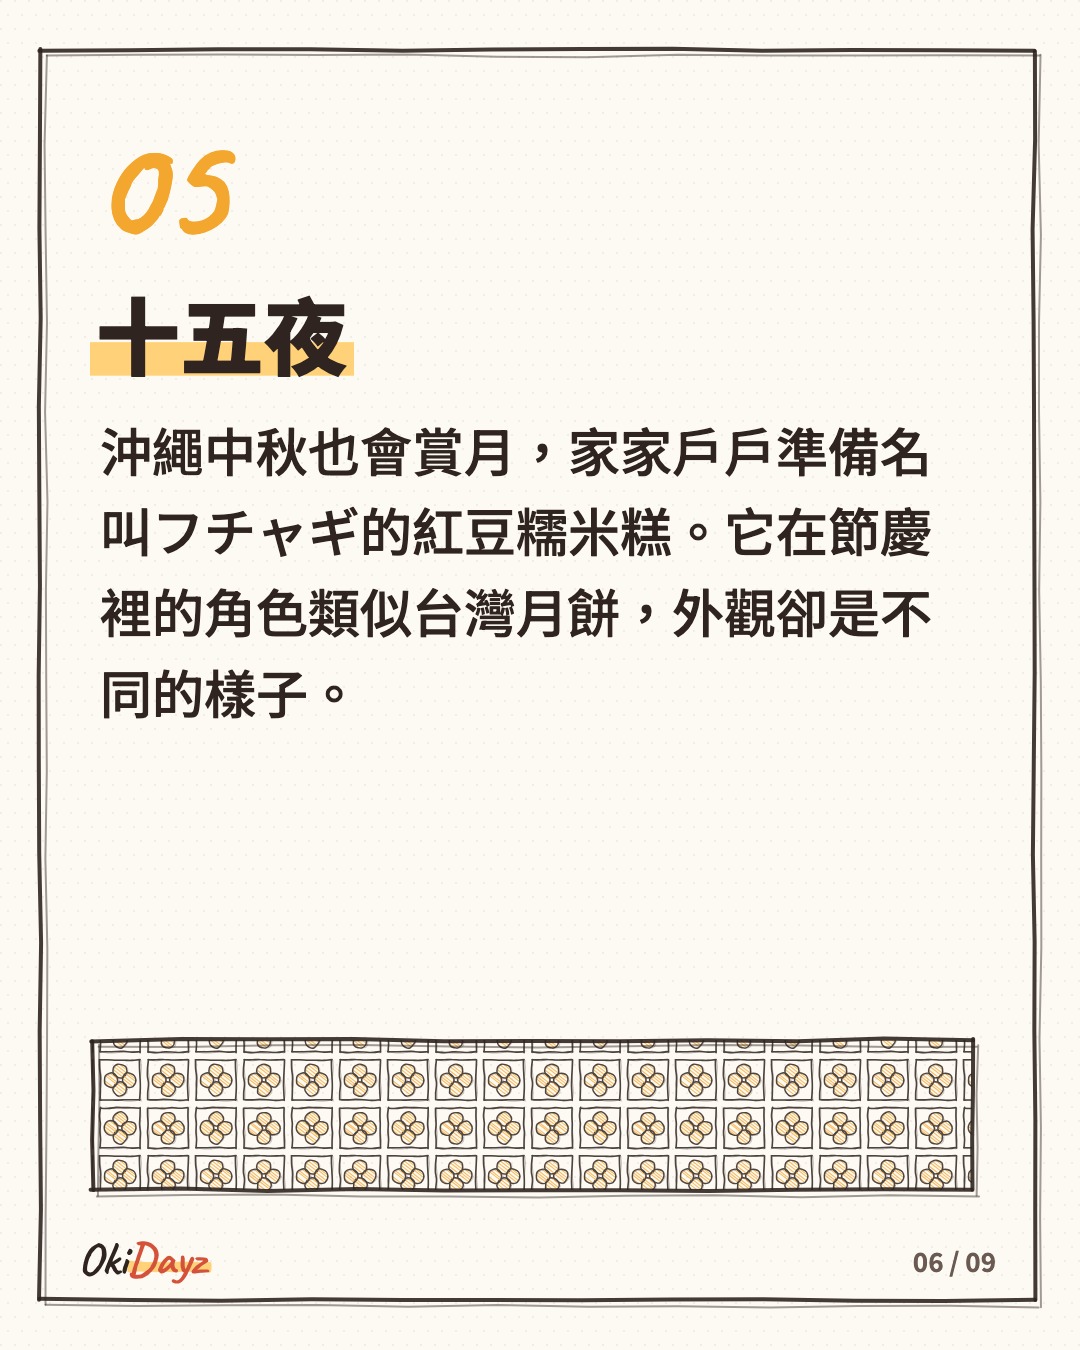 05
十五夜
沖繩中秋也會賞月，家家戶戶準備名
叫フチャギ的紅豆糯米糕。它在節慶
裡的角色類似台灣月餅，外觀卻是不
同的樣子。
OkiDayz
06 / 09